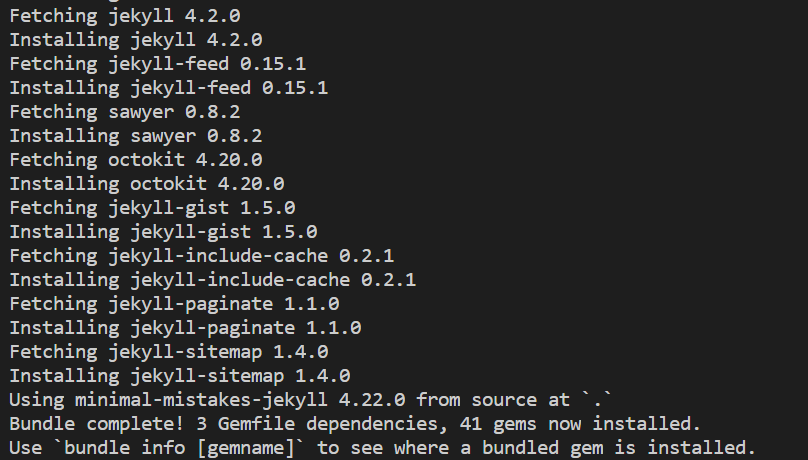 Fetching jekyll 4.2.0
Installing jekyll 4.2.0
Fetching jekyll-feed 0.15.1
Installing jekyll-feed 0.15.1
Fetching sawyer 0.8.2
Installing sawyer 0.8.2
Fetching octokit 4.20.0
Installing octokit 4.20.0
Fetching jekyll-gist 1.5.0
Installing jekyll-gist 1.5.0
Fetching jekyll-include-cache 0.2.1
Installing jekyll-include-cache 0.2.1
Fetching jekyll-paginate 1.1.0
Installing jekyll-paginate 1.1.0
Fetching jekyll-sitemap 1.4.0
Installing jekyll-sitemap 1.4.0
Using minimal-mistakes-jekyll 4.22.0 from source at `.`
Bundle complete! 3 Gemfile dependencies, 41 gems now installed.
Use `bundle info [gemname]` to see where a bundled gem is installed.